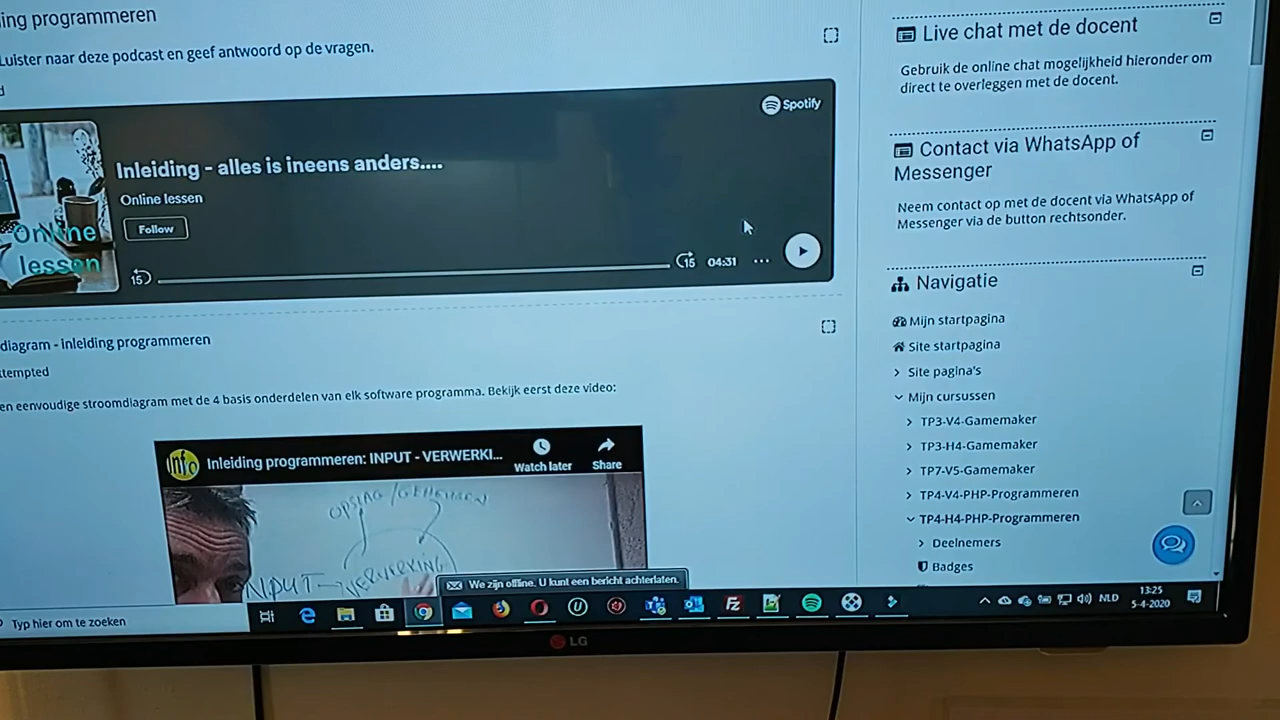 ing programmeren
Luister naar deze podcast en geef antwoord op de vragen.
d
Spotify
Inleiding - alles is ineens anders....
Online lessen
Follow
Online
lessen
15
15
04:31
diagram - Inleiding programmeren
ttempted
en eenvoudige stroomdiagram met de 4 basis onderdelen van elk software programma. Bekijk eerst deze video:
Info
Inleiding programmeren: INPUT - VERWERKI...
Watch later
Share
OPSLAG/GEHEUGEN
INPUT
VERWERKING
We zijn offline. U kunt een bericht achterlaten.
Live chat met de docent
Gebruik de online chat mogelijkheid hieronder om
direct te overleggen met de docent.
Contact via WhatsApp of
Messenger
Neem contact op met de docent via WhatsApp of
Messenger via de button rechtsonder.
Navigatie
Mijn startpagina
Site startpagina
Site pagina's
Mijn cursussen
TP3-V4-Gamemaker
TP3-H4-Gamemaker
TP7-V5-Gamemaker
TP4-V4-PHP-Programmeren
TP4-H4-PHP-Programmeren
Deelnemers
Badges
Typ hier om te zoeken
NLD
13:25
5-4-2020
LG